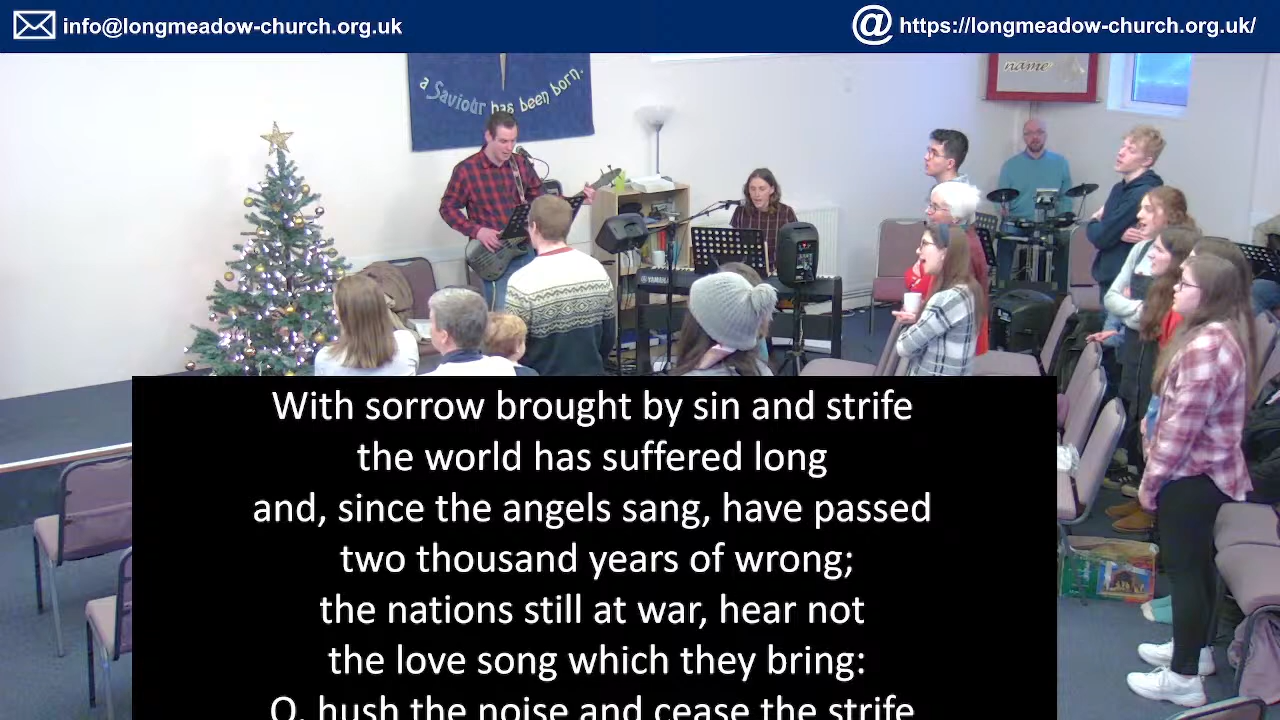 info@longmeadow-church.org.uk
https://longmeadow-church.org.uk/
a Saviour has been born.
name
YAMAHA
With sorrow brought by sin and strife
the world has suffered long
and, since the angels sang, have passed
two thousand years of wrong;
the nations still at war, hear not
the love song which they bring:
O, hush the noise and cease the strife